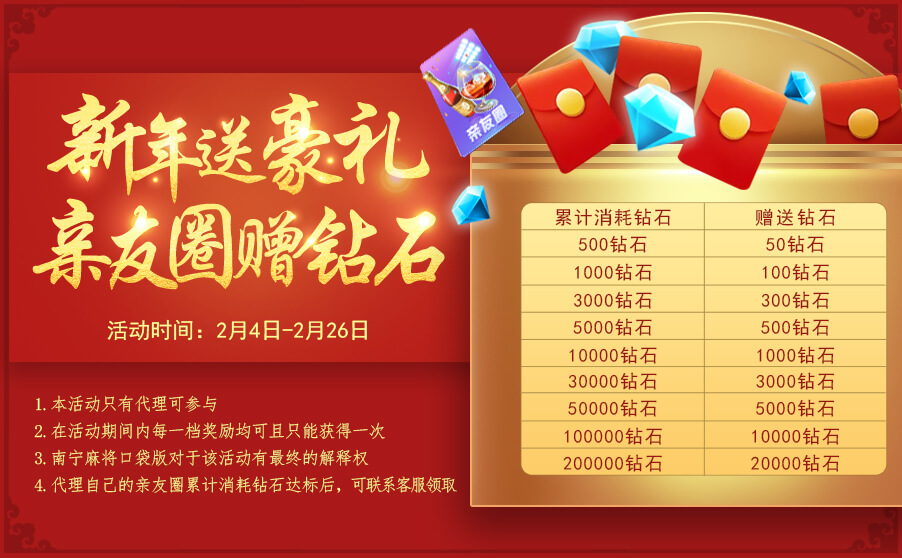 新年送豪礼
亲友圈赠钻石
活动时间：2月4日-2月26日
1.本活动只有代理可参与
2.在活动期间内每一档奖励均可且只能获得一次
3.南宁麻将口袋版对于该活动有最终的解释权
4.代理自己的亲友圈累计消耗钻石达标后，可联系客服领取
亲友圈
累计消耗钻石 赠送钻石
500钻石 50钻石
1000钻石 100钻石
3000钻石 300钻石
5000钻石 500钻石
10000钻石 1000钻石
30000钻石 3000钻石
50000钻石 5000钻石
100000钻石 10000钻石
200000钻石 20000钻石